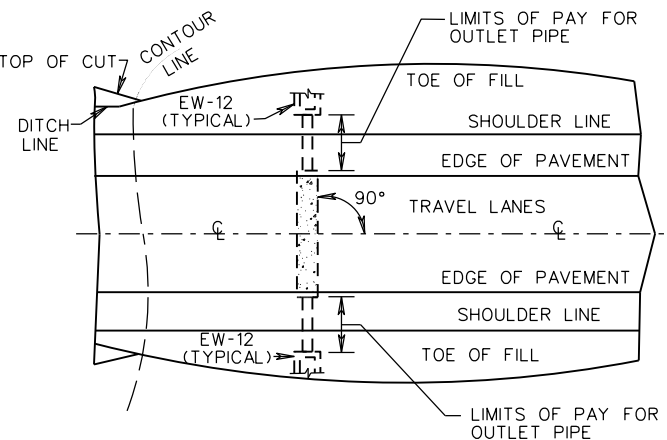 LIMITS OF PAY FOR
OUTLET PIPE
TOP OF CUT
CONTOUR
LINE
TOE OF FILL
EW-12
(TYPICAL)
DITCH
LINE
SHOULDER LINE
EDGE OF PAVEMENT
90°
TRAVEL LANES
℄
℄
EDGE OF PAVEMENT
SHOULDER LINE
EW-12
(TYPICAL)
TOE OF FILL
LIMITS OF PAY FOR
OUTLET PIPE